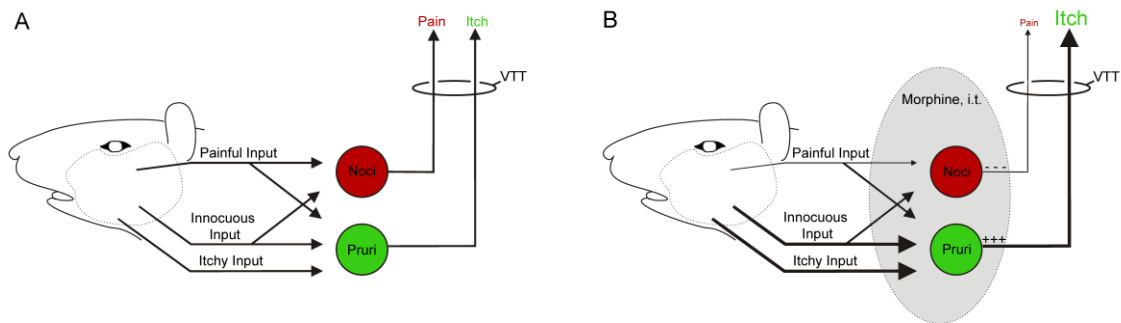 A
Pain Itch
VTT
Painful Input
Noci
Innocuous
Input
Pruri
Itchy Input
B
Pain Itch
VTT
Morphine, i.t.
Painful Input
Noci
- - -
Innocuous
Input
+++
Pruri
Itchy Input